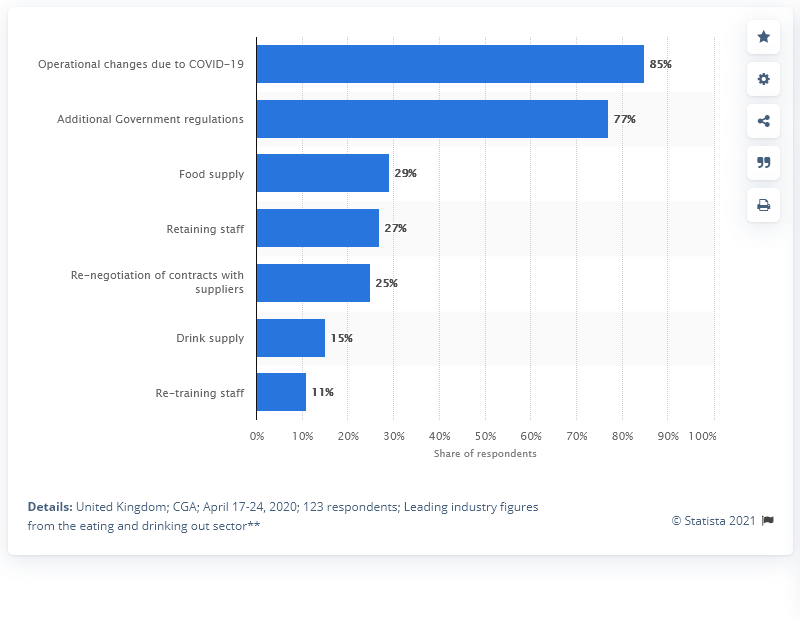 Operational changes due to COVID-19
85%
Additional Government regulations
77%
Food supply
29%
Retaining staff
27%
Re-negotiation of contracts with
suppliers
25%
Drink supply
15%
Re-training staff
11%
0% 10% 20% 30% 40% 50% 60% 70% 80% 90% 100%
Share of respondents
Details: United Kingdom; CGA; April 17-24, 2020; 123 respondents; Leading industry figures
from the eating and drinking out sector**
© Statista 2021